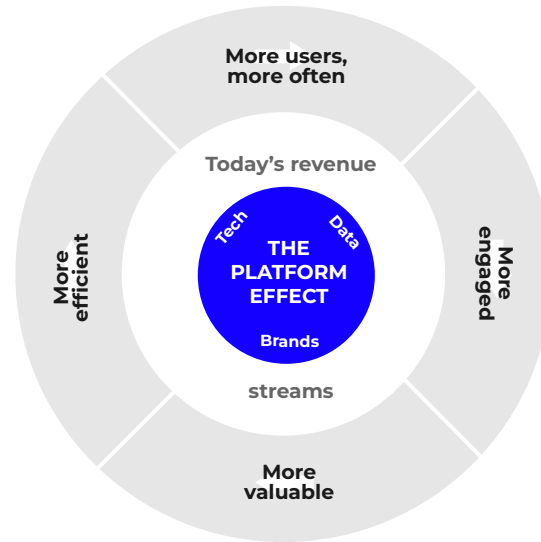 More users,
more often
Today's revenue
Tech
Data
THE
PLATFORM
EFFECT
Brands
streams
More
efficient
More
engaged
More
valuable